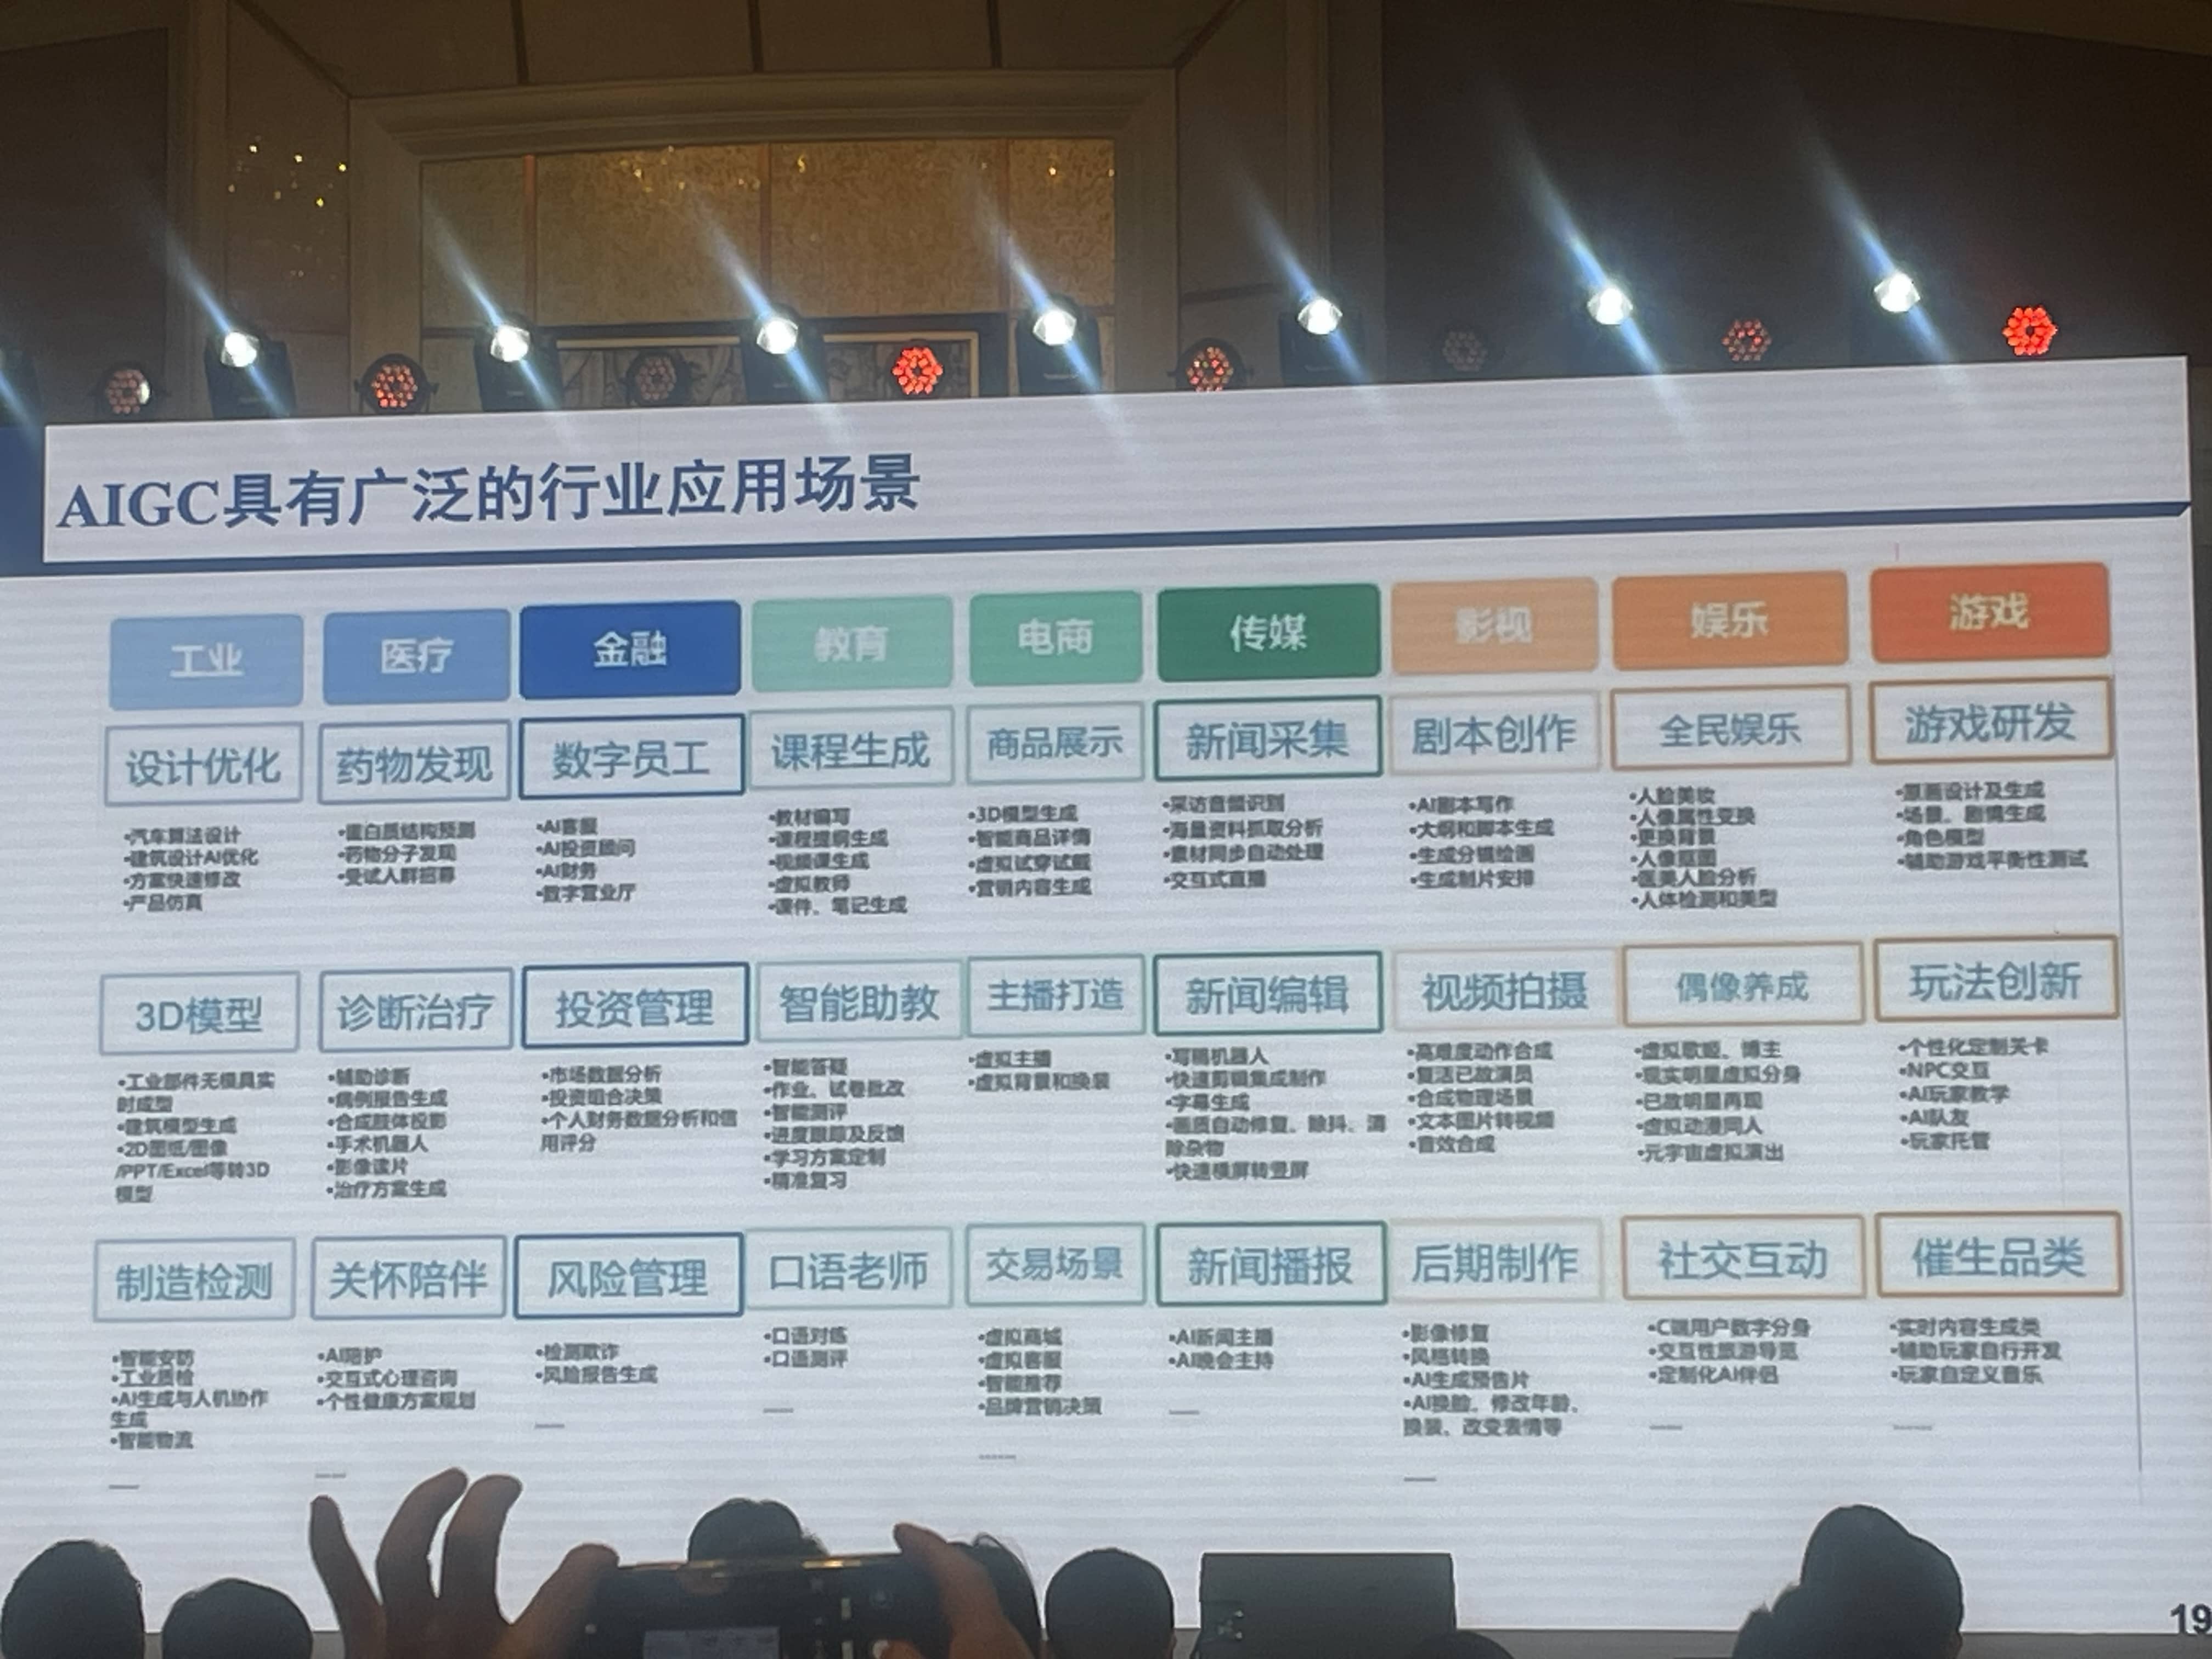 AIGC具有广泛的行业应用场景
工业 医疗 金融 教育 电商 传媒 影视 娱乐 游戏
设计优化 药物发现 数字员工 课程生成 商品展示 新闻采集 剧本创作 全民娱乐 游戏研发
•汽车算法设计
•建筑设计AI优化
•方案快速修改
•产品仿真
•蛋白质结构预测
•药物分子发现
•受试人群招募
•AI客服
•AI投资顾问
•AI财务
•数字营业厅
•教材编写
•课程提纲生成
•视频课生成
•虚拟教师
•课件、笔记生成
•3D模型生成
•智能商品详情
•虚拟试穿试戴
•营销内容生成
•采访音频识别
•海量资料抓取分析
•素材同步自动处理
•交互式直播
•AI剧本写作
•大纲和脚本生成
•生成分镜绘画
•生成制片安排
•人脸美妆
•人像属性变换
•更换背景
•人像抠图
•医美人脸分析
•人体检测和美型
•原画设计及生成
•场景、剧情生成
•角色模型
•辅助游戏平衡性测试
3D模型 诊断治疗 投资管理 智能助教 主播打造 新闻编辑 视频拍摄 偶像养成 玩法创新
•工业部件无模具实
时成型
•建筑模型生成
•2D图纸/图像
/PPT/Excel等转3D
模型
•辅助诊断
•病例报告生成
•合成肢体投影
•手术机器人
•影像读片
•治疗方案生成
•市场数据分析
•投资组合决策
•个人财务数据分析和信
用评分
•智能答疑
•作业、试卷批改
•智能测评
•进度跟踪及反馈
•学习方案定制
•精准复习
•虚拟主播
•虚拟背景和换装
•写稿机器人
•快速剪辑集成制作
•字幕生成
•画质自动修复、除抖、清
除杂物
•快速横屏转竖屏
•高难度动作合成
•复活已故演员
•合成物理场景
•文本图片转视频
•音效合成
•虚拟歌姬、博主
•现实明星虚拟分身
•已故明星再现
•虚拟动漫同人
•元宇宙虚拟演出
•个性化定制关卡
•NPC交互
•AI玩家教学
•AI队友
•玩家托管
制造检测 关怀陪伴 风险管理 口语老师 交易场景 新闻播报 后期制作 社交互动 催生品类
•智能安防
•工业质检
•AI生成与人机协作
生成
•智能物流
......
•AI陪护
•交互式心理咨询
•个性健康方案规划
......
•检测欺诈
•风险报告生成
......
•口语对练
•口语测评
......
•虚拟商城
•虚拟客服
•智能推荐
•品牌营销决策
......
•AI新闻主播
•AI晚会主持
......
•影像修复
•风格转换
•AI生成预告片
•AI换脸、修改年龄、
换装、改变表情等
......
•C端用户数字分身
•交互性旅游导览
•定制化AI伴侣
......
•实时内容生成类
•辅助玩家自行开发
•玩家自定义音乐
......
19